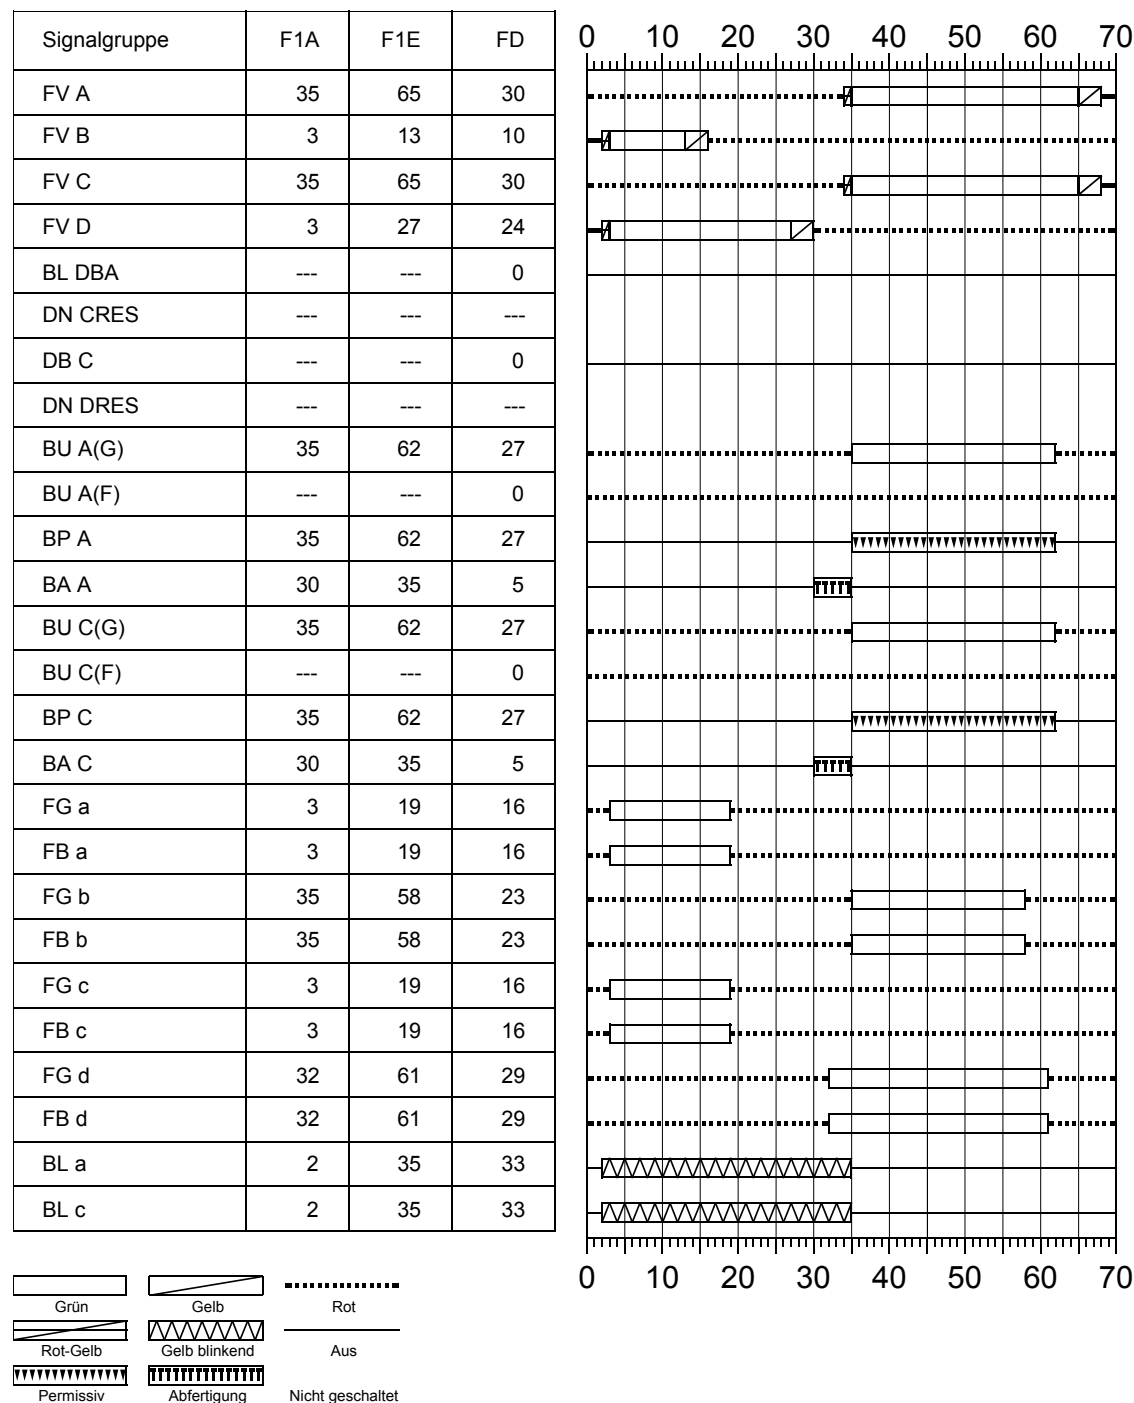 Signalgruppe F1A F1E FD 0 10 20 30 40 50 60 70
FV A 35 65 30
FV B 3 13 10
FV C 35 65 30
FV D 3 27 24
BL DBA --- --- 0
DN CRES --- --- ---
DB C --- --- 0
DN DRES --- --- ---
BU A(G) 35 62 27
BU A(F) --- --- 0
BP A 35 62 27
BA A 30 35 5
BU C(G) 35 62 27
BU C(F) --- --- 0
BP C 35 62 27
BA C 30 35 5
FG a 3 19 16
FB a 3 19 16
FG b 35 58 23
FB b 35 58 23
FG c 3 19 16
FB c 3 19 16
FG d 32 61 29
FB d 32 61 29
BL a 2 35 33
BL c 2 35 33
0 10 20 30 40 50 60 70
Grün Gelb Rot
Rot-Gelb Gelb blinkend Aus
Permissiv Abfertigung Nicht geschaltet